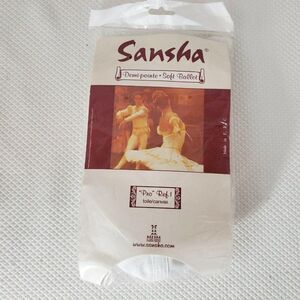 Sansha®
Demi pointe • Soft Ballet
"Pro" Ref. 1
toile/canvas
www.sansha.com